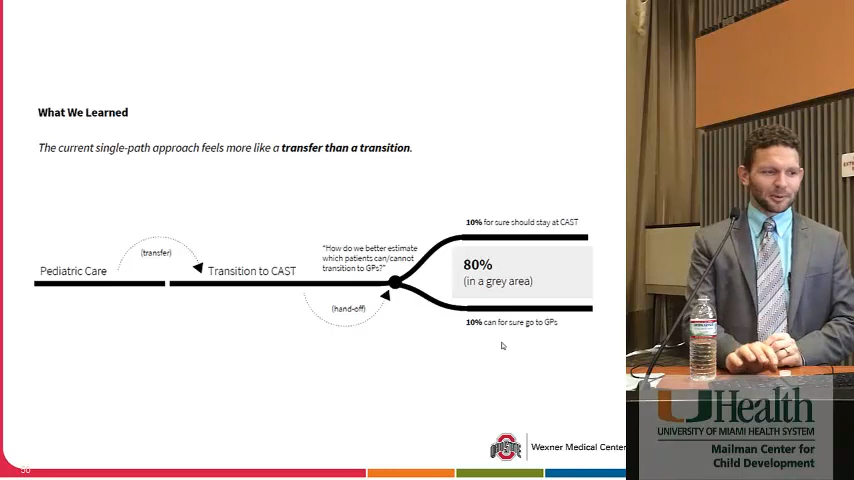 What We Learned
The current single-path approach feels more like a transfer than a transition.
10% for sure should stay at CAST
"How do we better estimate
which patients can/cannot
transition to GPs?"
(transfer)
Pediatric Care
Transition to CAST
80%
(in a grey area)
(hand-off)
10% can for sure go to GPs
OHIO STATE
Wexner Medical Center
UHealth
UNIVERSITY OF MIAMI HEALTH SYSTEM
Mailman Center for
Child Development